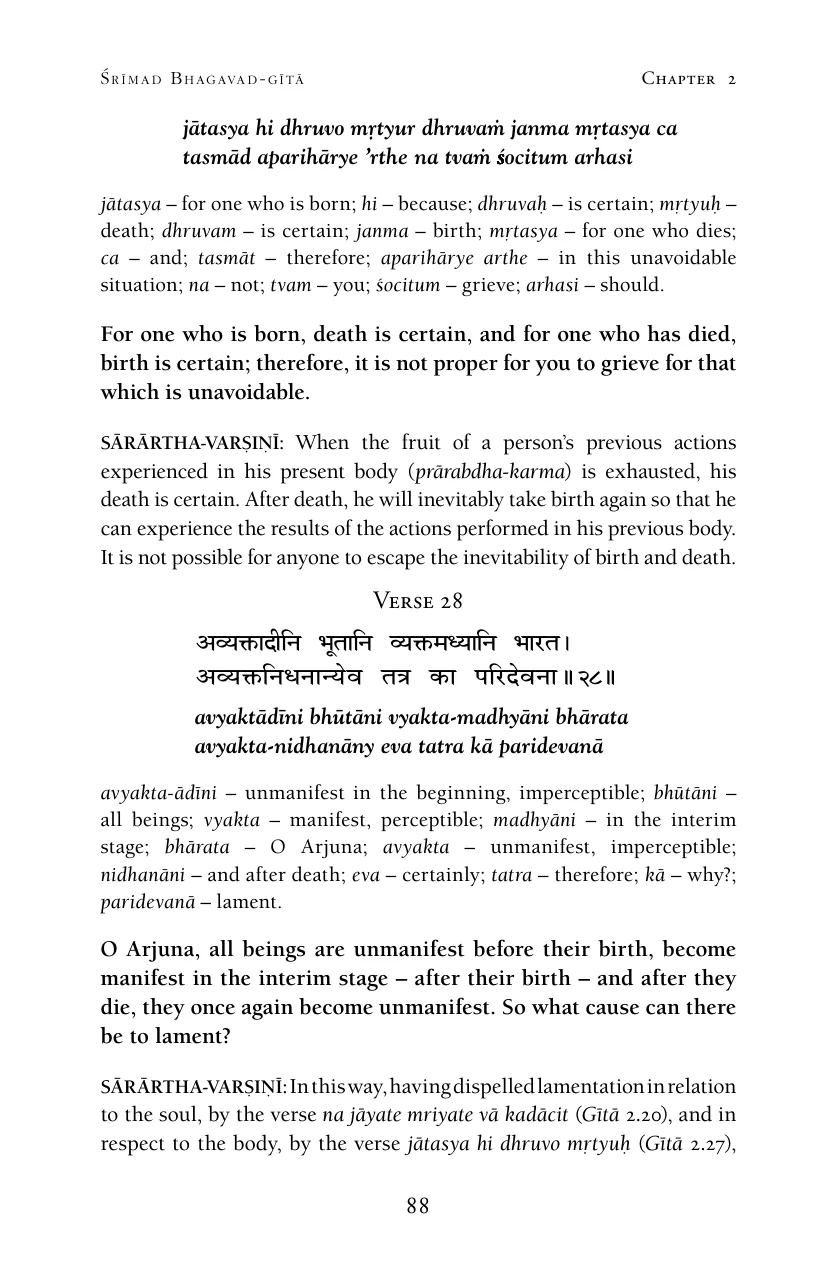 Śrīmad Bhagavad-gītā Chapter 2
jātasya hi dhruvo mṛtyur dhruvaṁ janma mṛtasya ca
tasmād aparihārye ’rthe na tvaṁ śocitum arhasi
jātasya – for one who is born; hi – because; dhruvaḥ – is certain; mṛtyuḥ –
death; dhruvam – is certain; janma – birth; mṛtasya – for one who dies;
ca – and; tasmāt – therefore; aparihārye arthe – in this unavoidable
situation; na – not; tvam – you; śocitum – grieve; arhasi – should.
For one who is born, death is certain, and for one who has died,
birth is certain; therefore, it is not proper for you to grieve for that
which is unavoidable.
SĀRĀRTHA-VARṢIṆĪ: When the fruit of a person’s previous actions
experienced in his present body (prārabdha-karma) is exhausted, his
death is certain. After death, he will inevitably take birth again so that he
can experience the results of the actions performed in his previous body.
It is not possible for anyone to escape the inevitability of birth and death.
Verse 28
अव्यक्तादीनि भूतानि व्यक्तमध्यानि भारत।
अव्यक्तनिधनान्येव तत्र का परिदेवना॥२८॥
avyaktādīni bhūtāni vyakta-madhyāni bhārata
avyakta-nidhanāny eva tatra kā paridevanā
avyakta-ādīni – unmanifest in the beginning, imperceptible; bhūtāni –
all beings; vyakta – manifest, perceptible; madhyāni – in the interim
stage; bhārata – O Arjuna; avyakta – unmanifest, imperceptible;
nidhanāni – and after death; eva – certainly; tatra – therefore; kā – why?;
paridevanā – lament.
O Arjuna, all beings are unmanifest before their birth, become
manifest in the interim stage – after their birth – and after they
die, they once again become unmanifest. So what cause can there
be to lament?
SĀRĀRTHA-VARṢIṆĪ: In this way, having dispelled lamentation in relation
to the soul, by the verse na jāyate mriyate vā kadācit (Gītā 2.20), and in
respect to the body, by the verse jātasya hi dhruvo mṛtyuḥ (Gītā 2.27),
88